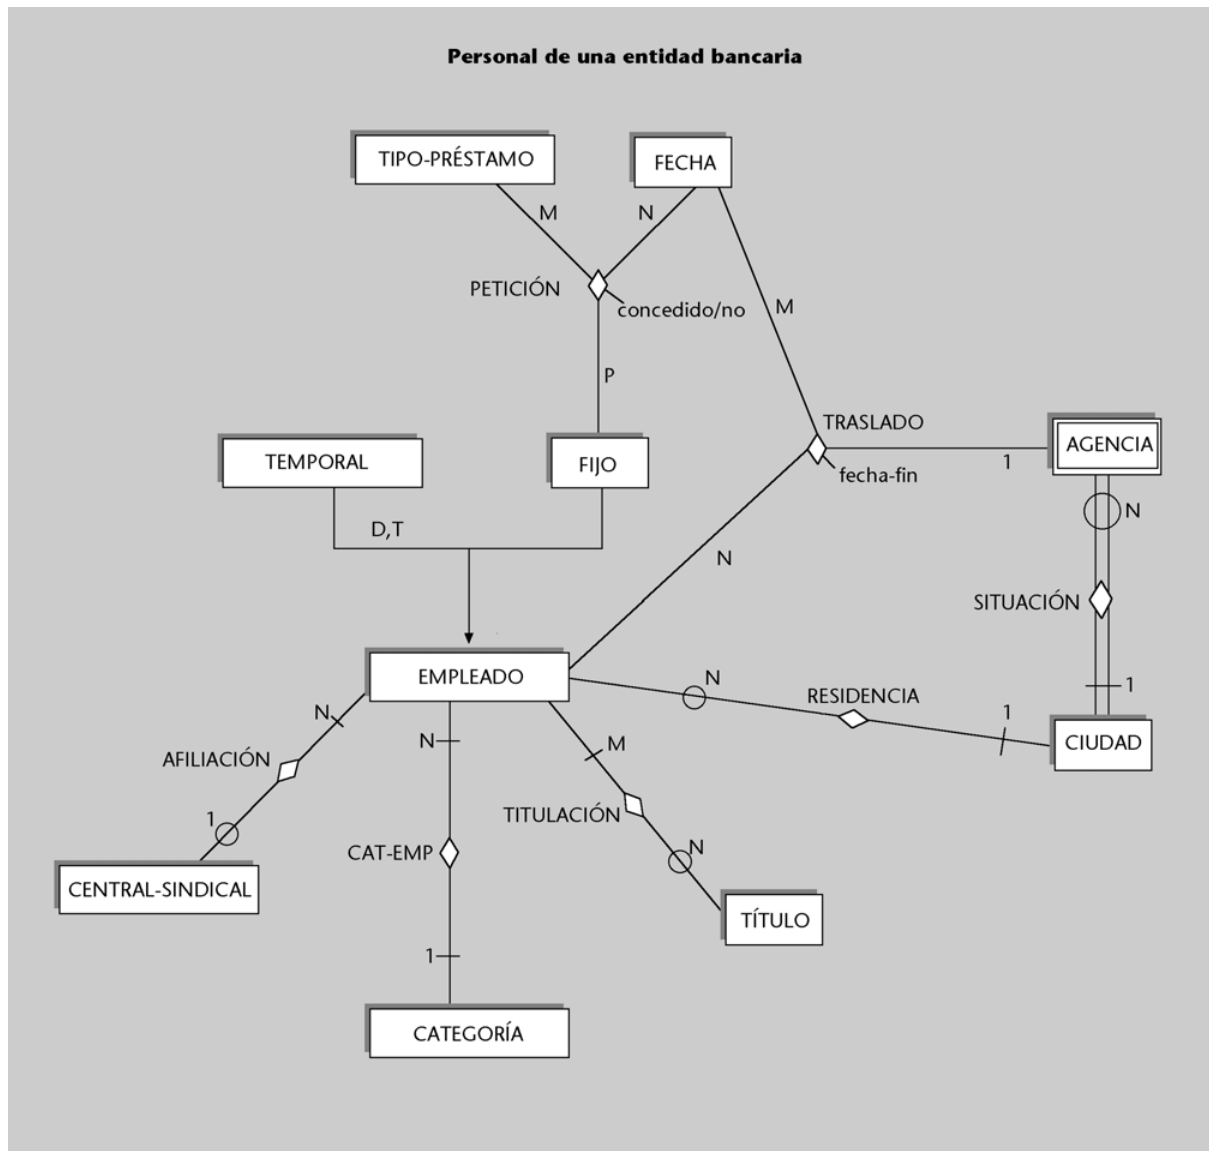 Personal de una entidad bancaria
TIPO-PRÉSTAMO
FECHA
M
N
PETICIÓN
concedido/no
M
P
TRASLADO
AGENCIA
TEMPORAL
FIJO
1
fecha-fin
N
D,T
N
SITUACIÓN
EMPLEADO
N
1
RESIDENCIA
N
1
CIUDAD
N
M
AFILIACIÓN
TITULACIÓN
1
N
CAT-EMP
CENTRAL-SINDICAL
TÍTULO
1
CATEGORÍA